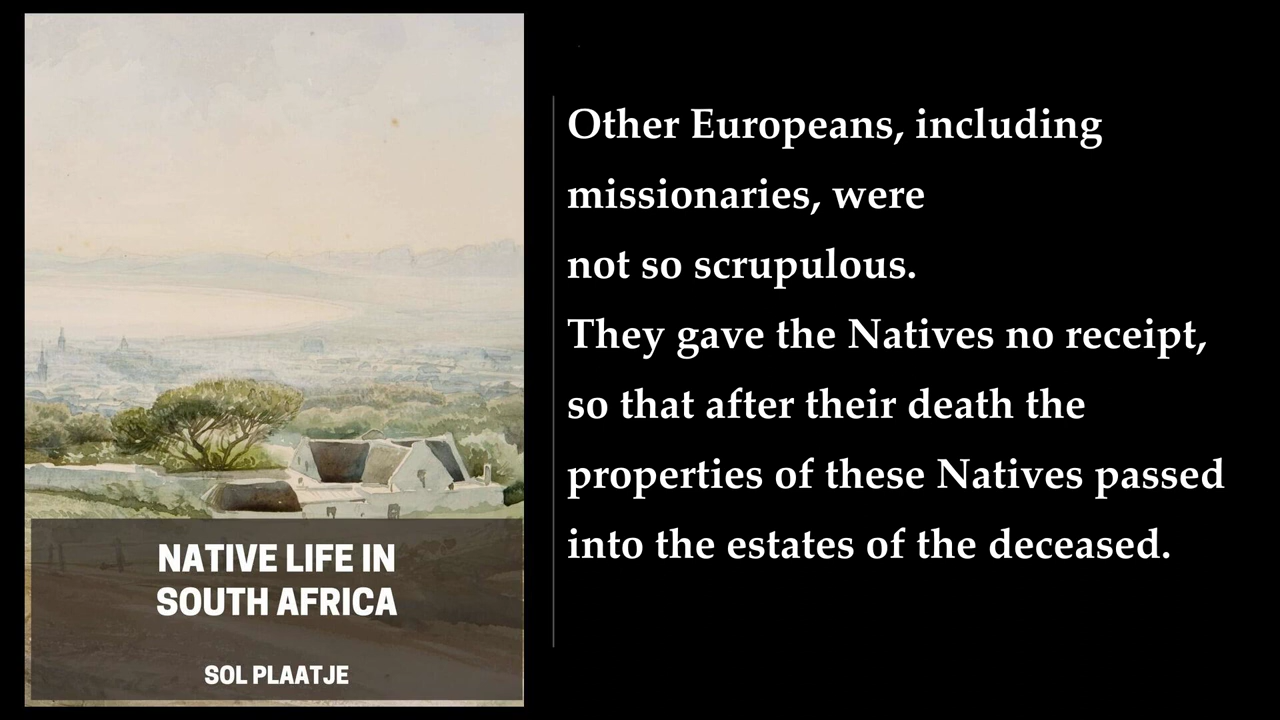 NATIVE LIFE IN
SOUTH AFRICA
SOL PLAATJE
Other Europeans, including
missionaries, were
not so scrupulous.
They gave the Natives no receipt,
so that after their death the
properties of these Natives passed
into the estates of the deceased.